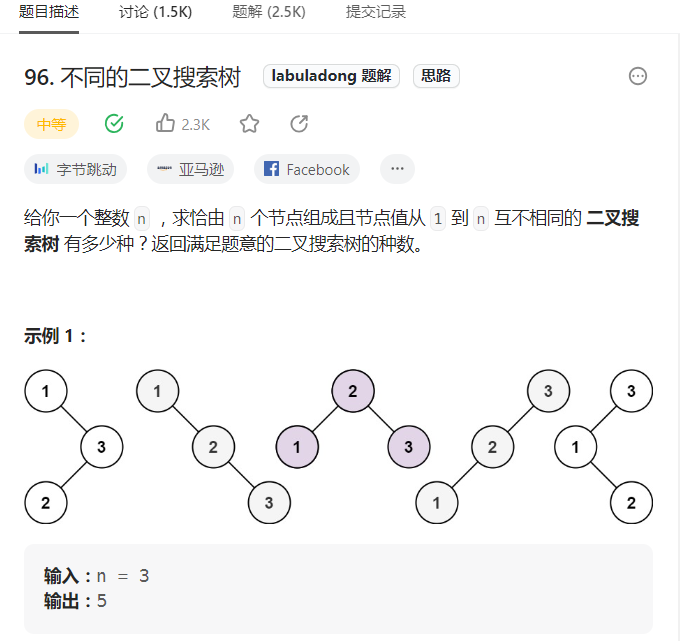 题目描述 讨论 (1.5K) 题解 (2.5K) 提交记录
96. 不同的二叉搜索树 labuladong 题解 思路
中等 2.3K
字节跳动 亚马逊 Facebook
给你一个整数 n ，求恰由 n 个节点组成且节点值从 1 到 n 互不相同的 二叉搜
索树 有多少种？返回满足题意的二叉搜索树的种数。
示例 1：
1 1 2 3 3
3 2 1 3 2 1
2 3 1 2
输入：n = 3
输出：5